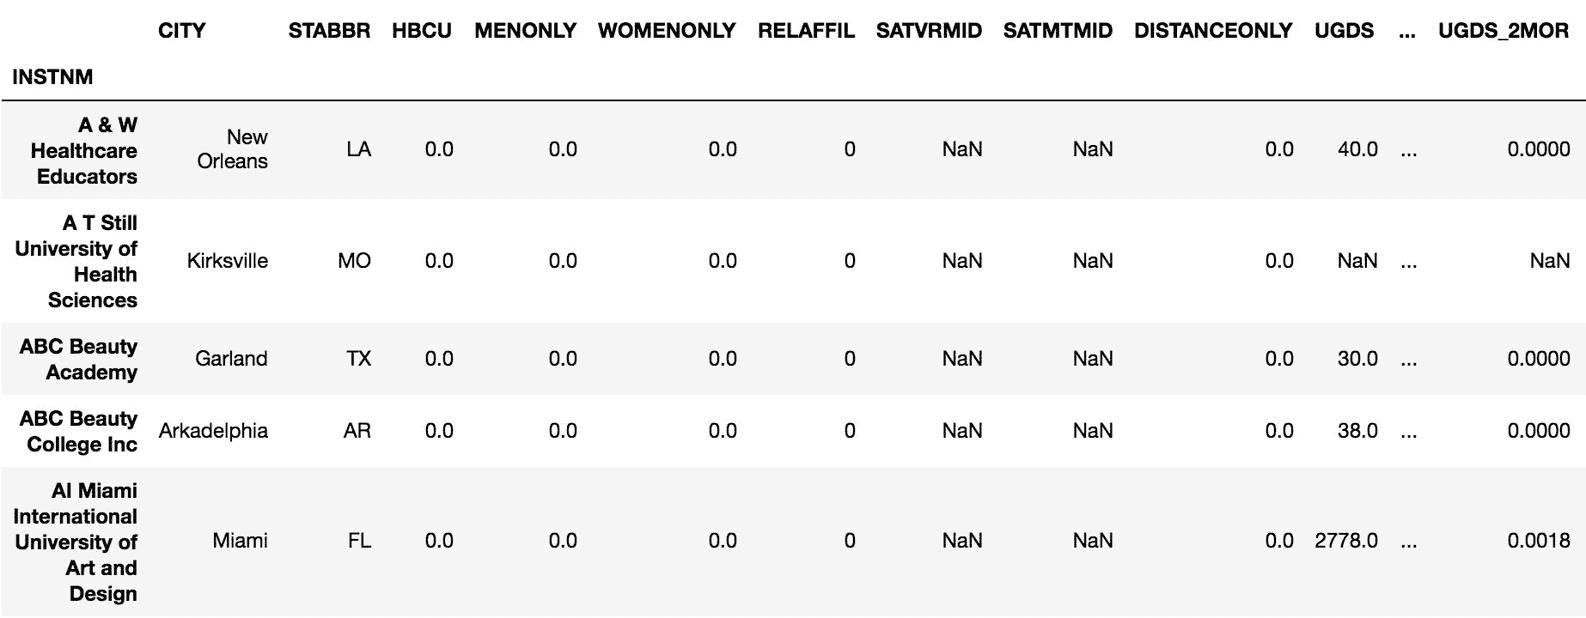 CITY STABBR HBCU MENONLY WOMENONLY RELAFFIL SATVRMID SATMTMID DISTANCEONLY UGDS ... UGDS_2MOR
INSTNM
A & W
Healthcare
Educators
New
Orleans
LA 0.0 0.0 0.0 0 NaN NaN 0.0 40.0 ... 0.0000
A T Still
University of
Health
Sciences
Kirksville MO 0.0 0.0 0.0 0 NaN NaN 0.0 NaN ... NaN
ABC Beauty
Academy
Garland TX 0.0 0.0 0.0 0 NaN NaN 0.0 30.0 ... 0.0000
ABC Beauty
College Inc
Arkadelphia AR 0.0 0.0 0.0 0 NaN NaN 0.0 38.0 ... 0.0000
AI Miami
International
University of
Art and
Design
Miami FL 0.0 0.0 0.0 0 NaN NaN 0.0 2778.0 ... 0.0018